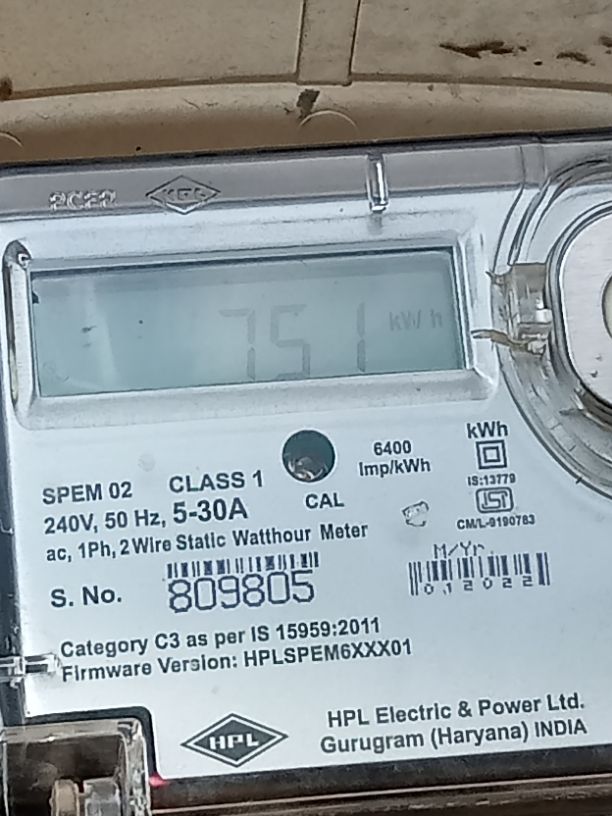 751 kW h
6400
Imp/kWh
kWh
IS:13779
CM/L-9190783
SPEM 02 CLASS 1
CAL
240V, 50 Hz, 5-30A
ac, 1Ph, 2 Wire Static Watthour Meter
M/Yr.
012022
S. No. 809805
Category C3 as per IS 15959:2011
Firmware Version: HPLSPEM6XXX01
HPL
HPL Electric & Power Ltd.
Gurugram (Haryana) INDIA